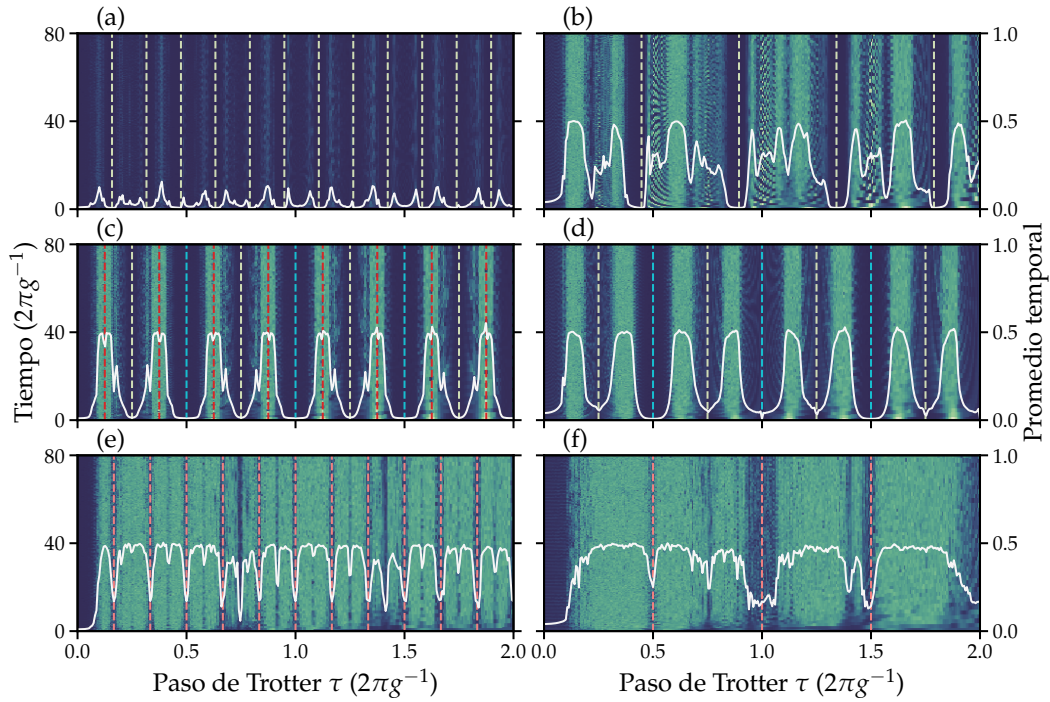 (a) (b)
80 1.0
40 0.5
0 0.0
(c) (d)
80 1.0
40 0.5
0 0.0
(e) (f)
80 1.0
40 0.5
0 0.0
0.0 0.5 1.0 1.5 2.0 0.5 1.0 1.5 2.0
Tiempo (2πg⁻¹)
Promedio temporal
Paso de Trotter τ (2πg⁻¹) Paso de Trotter τ (2πg⁻¹)